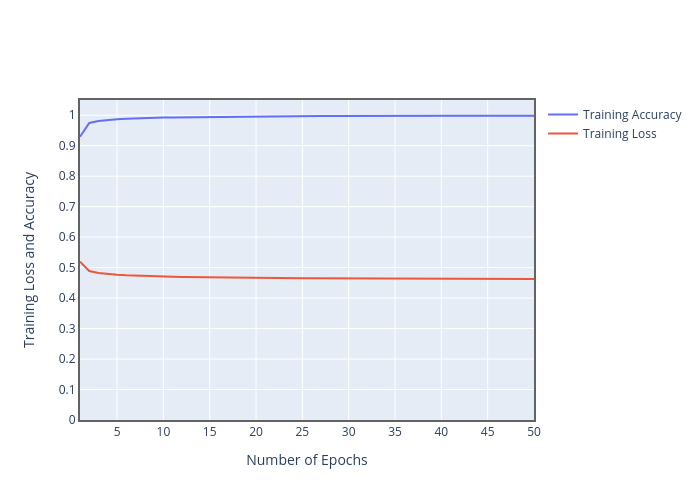 Training Accuracy
Training Loss
Training Loss and Accuracy
1
0.9
0.8
0.7
0.6
0.5
0.4
0.3
0.2
0.1
0
5 10 15 20 25 30 35 40 45 50
Number of Epochs